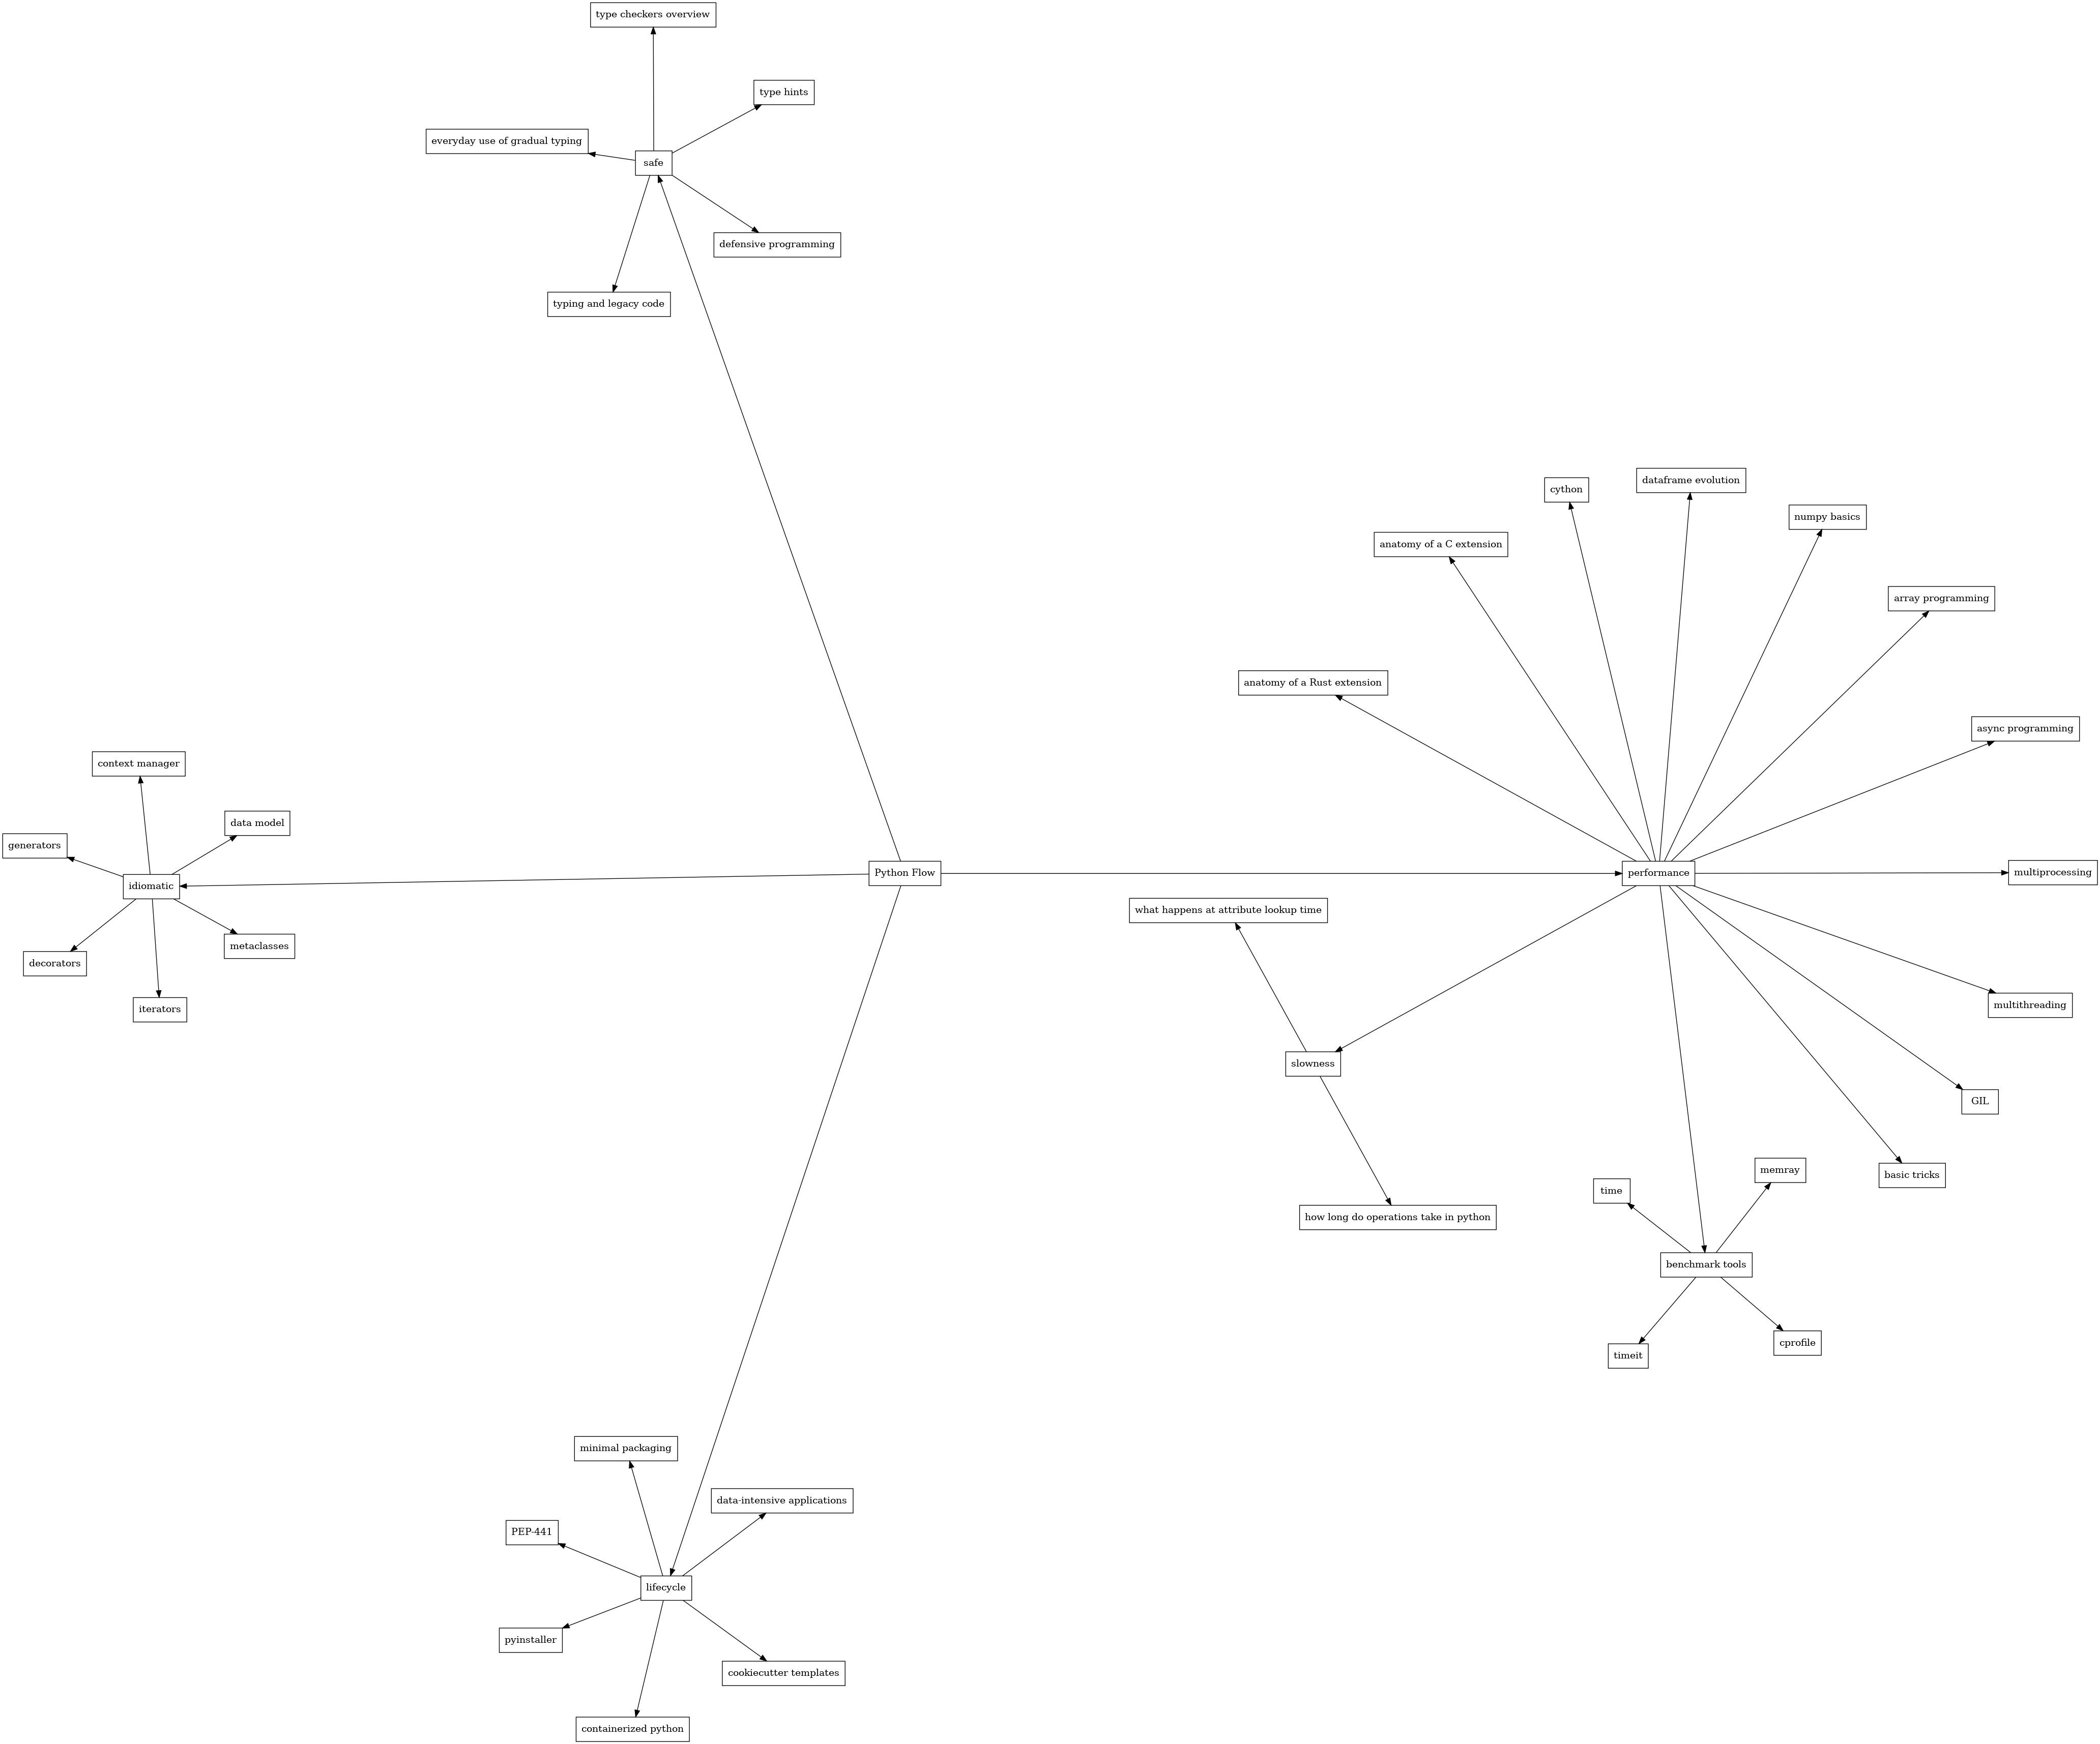 type checkers overview
type hints
everyday use of gradual typing
safe
defensive programming
typing and legacy code
dataframe evolution
cython
numpy basics
anatomy of a C extension
array programming
anatomy of a Rust extension
async programming
context manager
data model
generators
idiomatic
Python Flow
performance
multiprocessing
what happens at attribute lookup time
metaclasses
decorators
iterators
multithreading
slowness
GIL
memray
basic tricks
time
how long do operations take in python
benchmark tools
cprofile
timeit
minimal packaging
data-intensive applications
PEP-441
lifecycle
pyinstaller
cookiecutter templates
containerized python